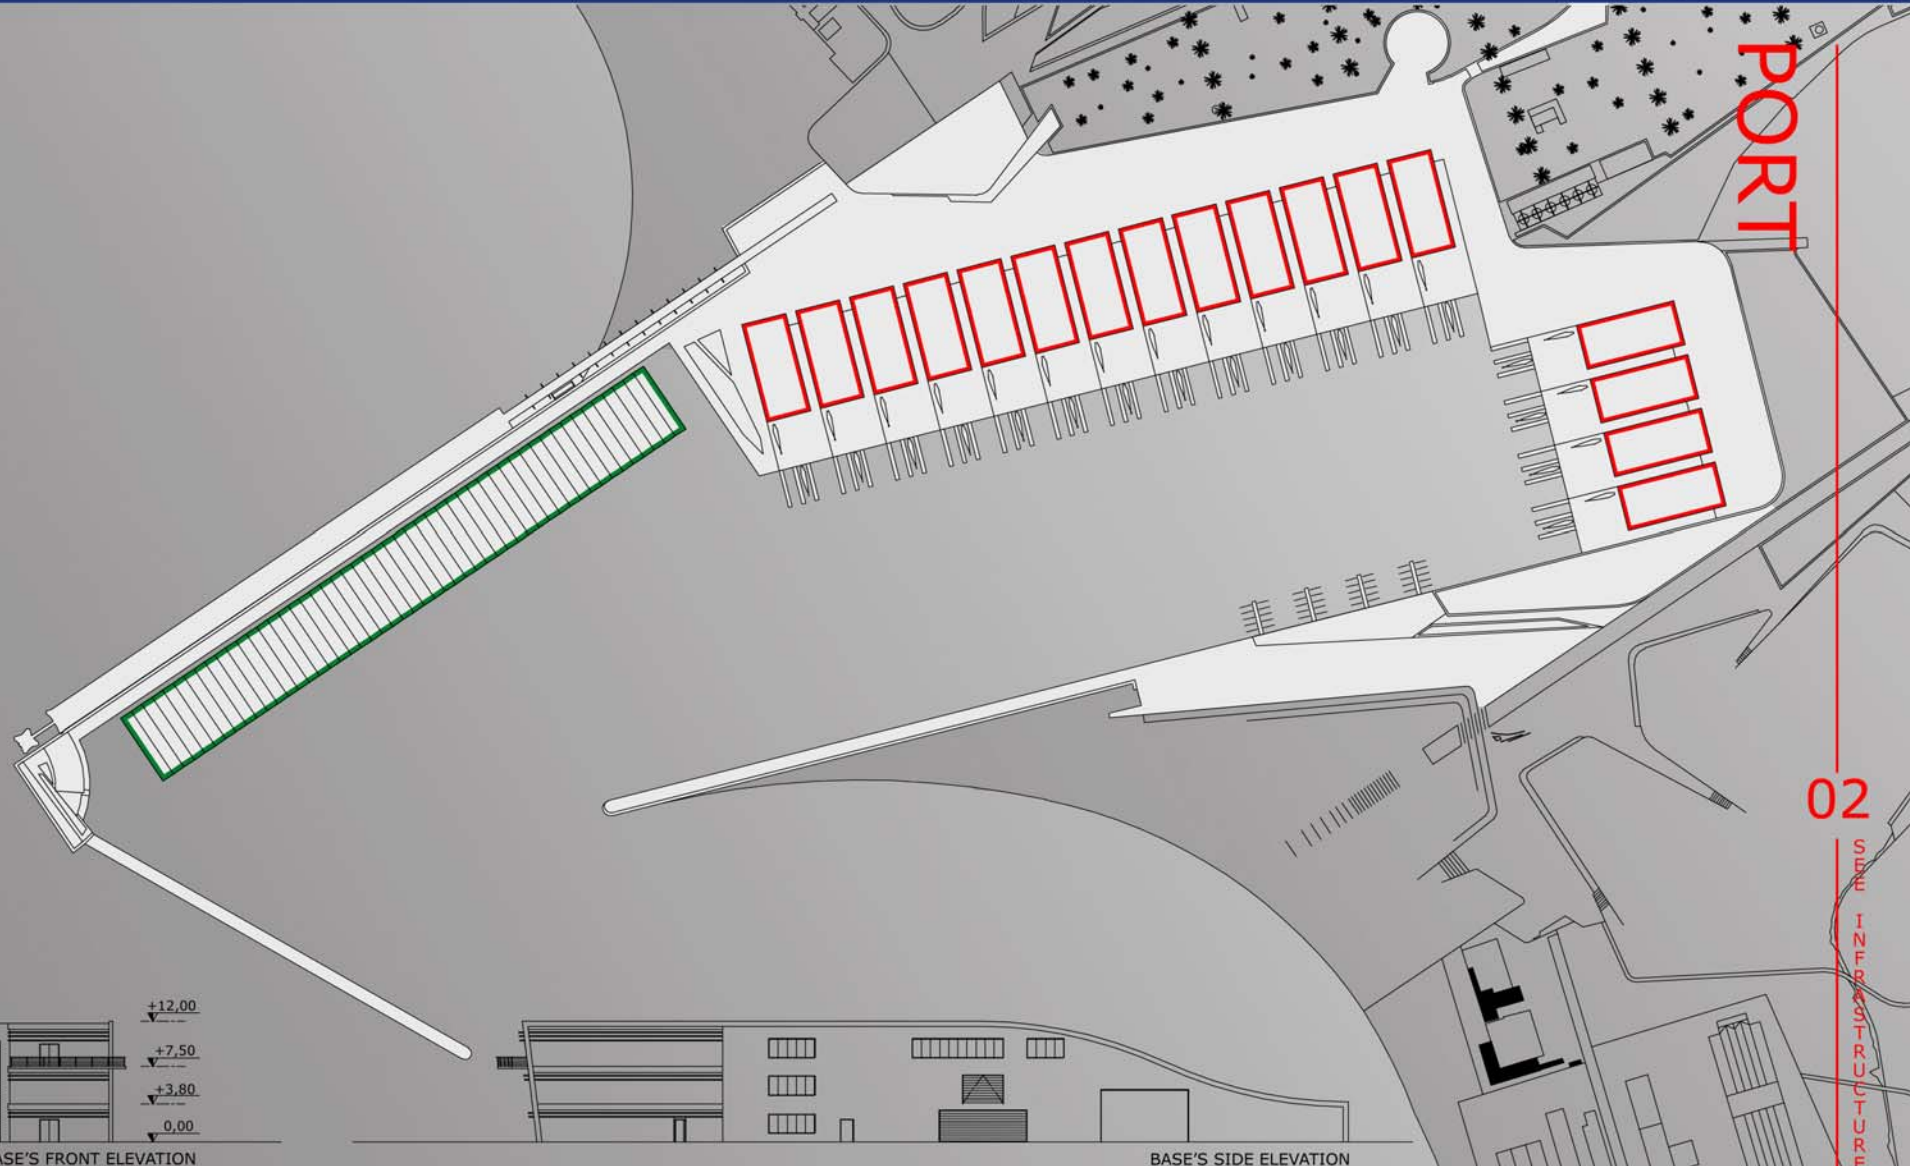 PORT
02
SEE INFRASTRUCTURE
+12,00
+7,50
+3,80
0,00
ASE'S FRONT ELEVATION
BASE'S SIDE ELEVATION